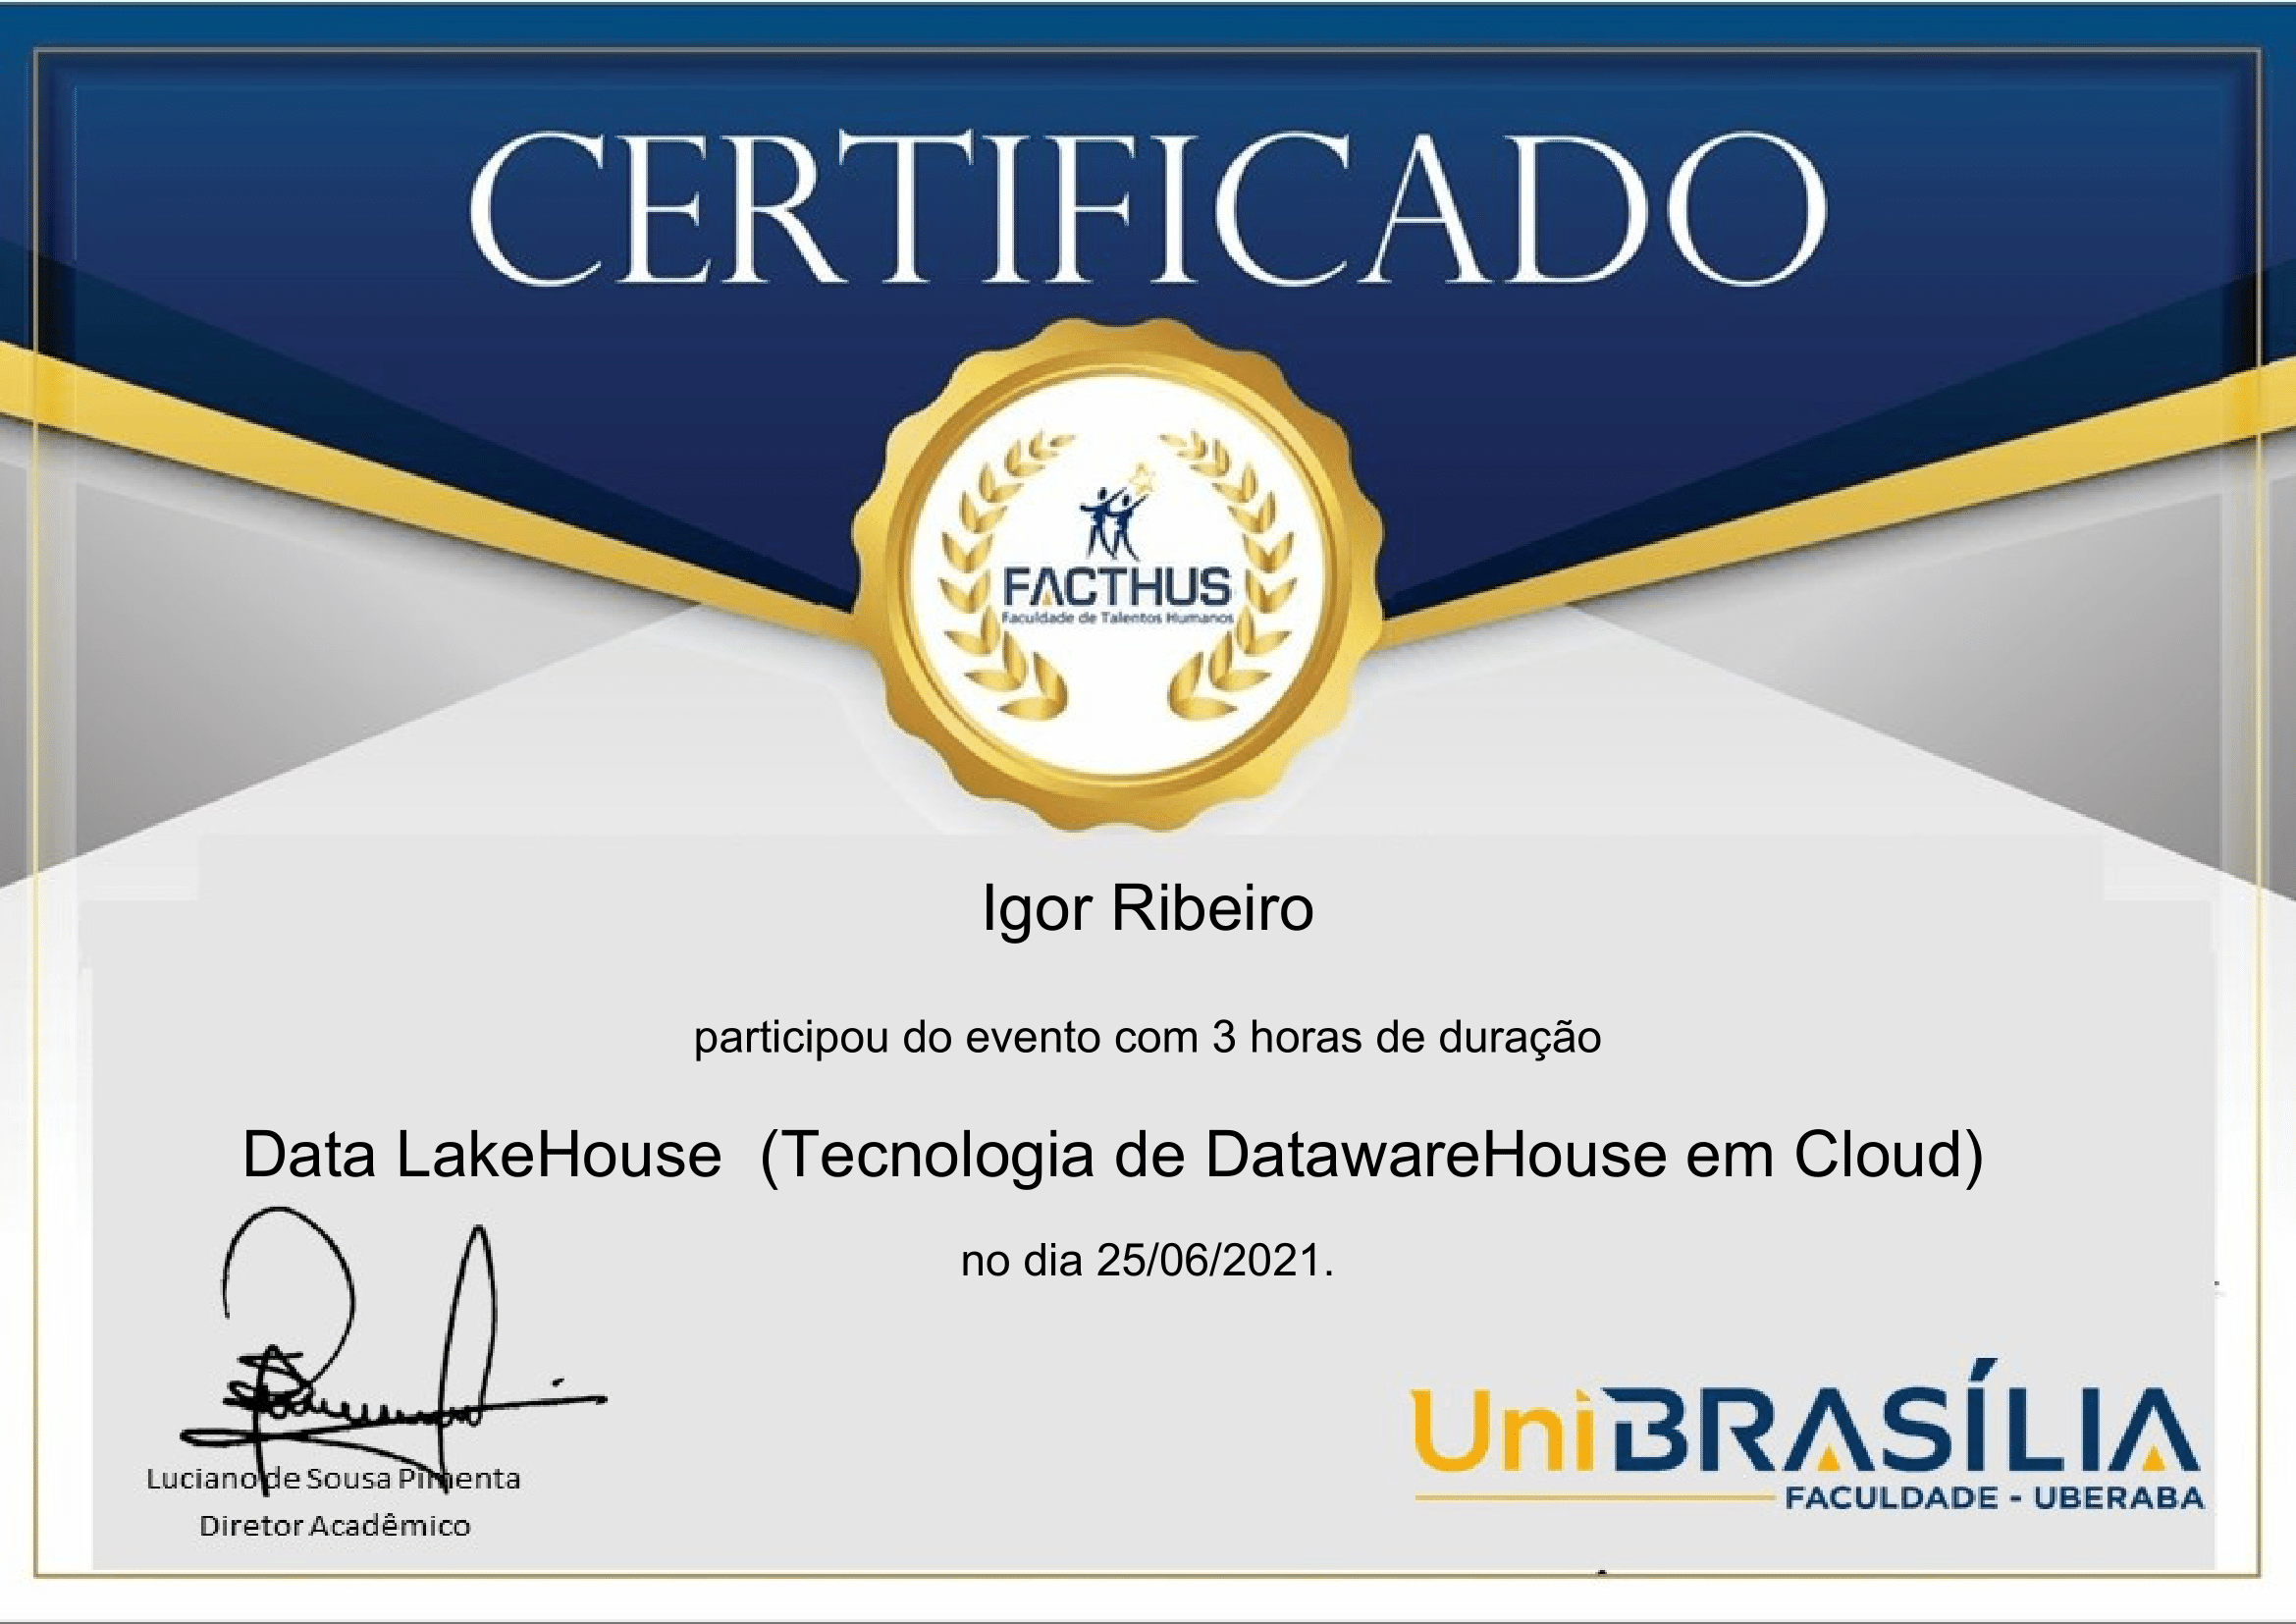 CERTIFICADO
FACTHUS
Faculdade de Talentos Humanos
Igor Ribeiro
participou do evento com 3 horas de duração
Data LakeHouse (Tecnologia de DatawareHouse em Cloud)
no dia 25/06/2021.
Luciano de Sousa Pimenta
Diretor Acadêmico
UniBRASÍLIA
FACULDADE - UBERABA